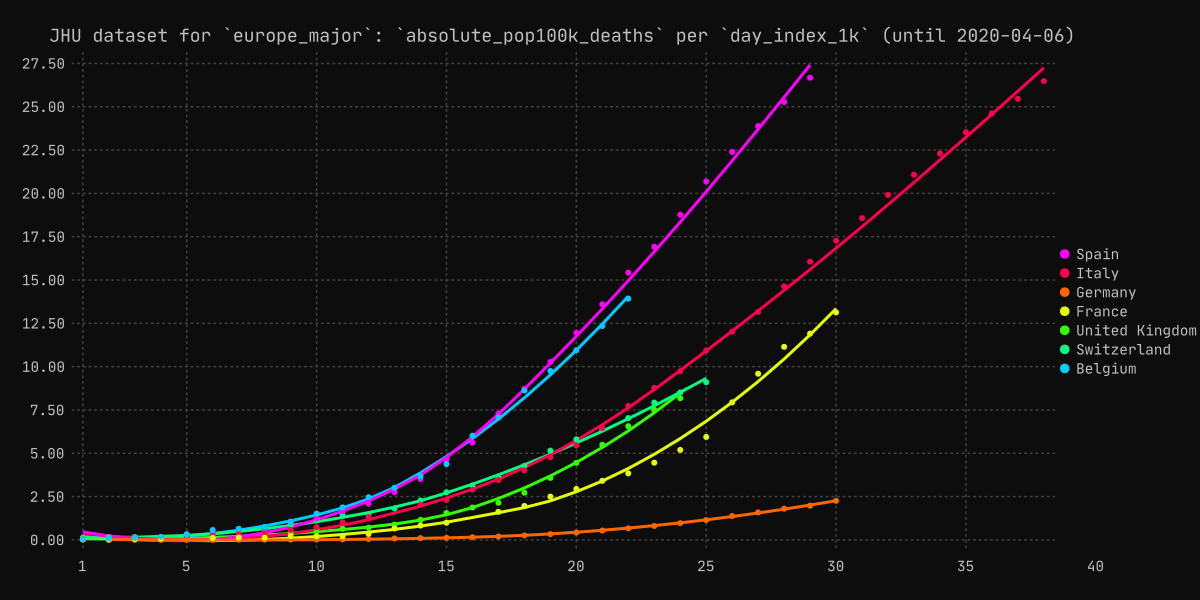 JHU dataset for `europe_major`: `absolute_pop100k_deaths` per `day_index_1k` (until 2020-04-06)
27.50
25.00
22.50
20.00
17.50
15.00
12.50
10.00
7.50
5.00
2.50
0.00
1 5 10 15 20 25 30 35 40
Spain
Italy
Germany
France
United Kingdom
Switzerland
Belgium